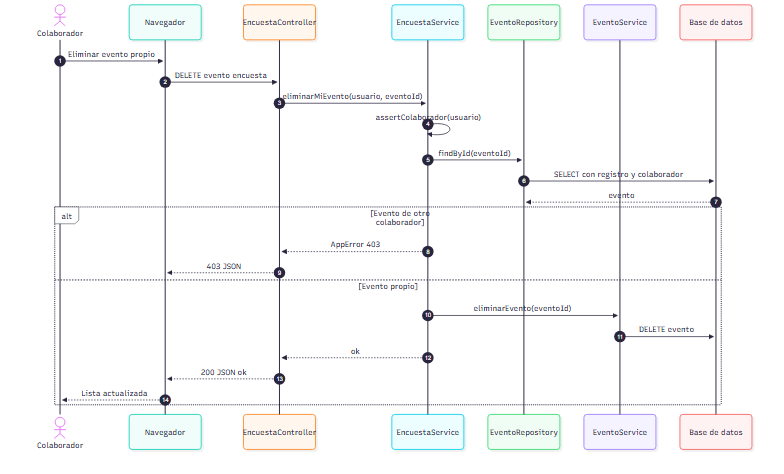 Colaborador
Navegador
EncuestaController
EncuestaService
EventoRepository
EventoService
Base de datos
1
Eliminar evento propio
2
DELETE evento encuesta
3
eliminarMiEvento(usuario, eventoId)
4
assertColaborador(usuario)
5
findById(eventoId)
6
SELECT con registro y colaborador
7
evento
alt
[Evento de otro
colaborador]
8
AppError 403
9
403 JSON
[Evento propio]
10
eliminarEvento(eventoId)
11
DELETE evento
12
ok
13
200 JSON ok
14
Lista actualizada
Colaborador
Navegador
EncuestaController
EncuestaService
EventoRepository
EventoService
Base de datos